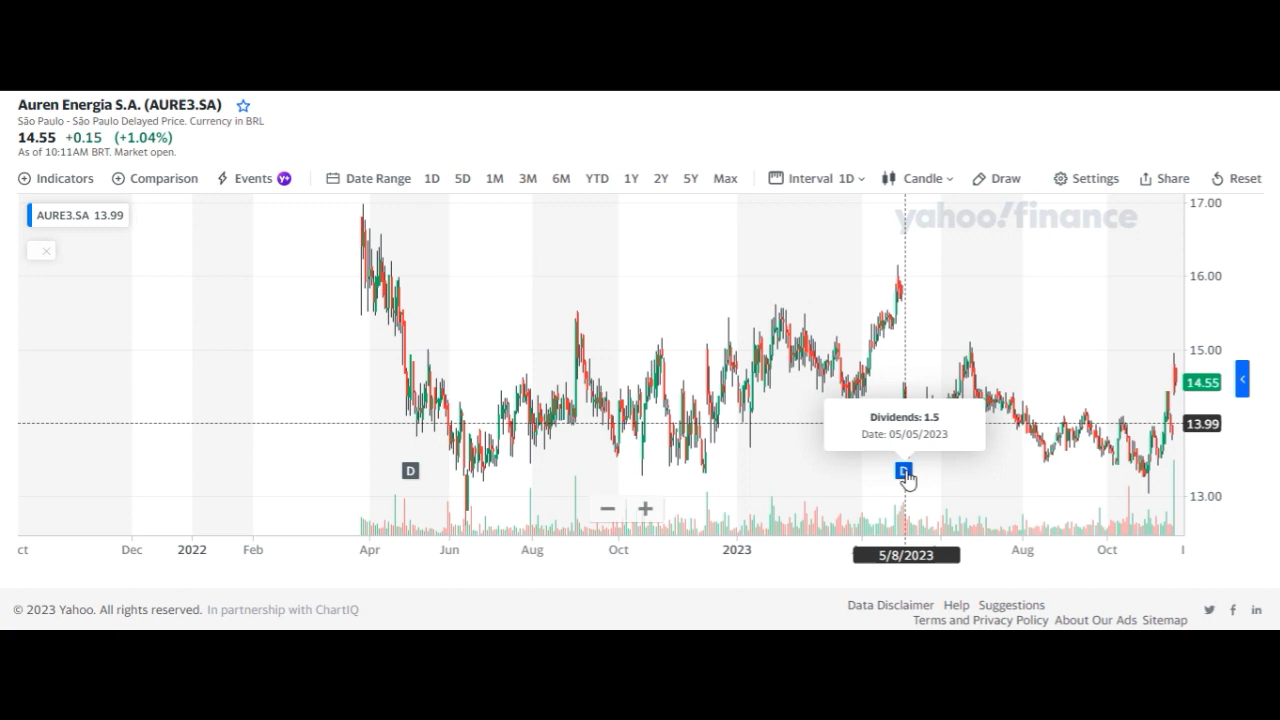 Auren Energia S.A. (AURE3.SA)
São Paulo - São Paulo Delayed Price. Currency in BRL
14.55 +0.15 (+1.04%)
As of 10:11AM BRT. Market open.
Indicators Comparison Events Y+ Date Range 1D 5D 1M 3M 6M YTD 1Y 2Y 5Y Max Interval 1D Candle Draw Settings Share Reset
AURE3.SA 13.99
yahoo!finance
17.00
16.00
15.00
14.55
13.99
13.00
Dividends: 1.5
Date: 05/05/2023
D
D
ct Dec 2022 Feb Apr Jun Aug Oct 2023 5/8/2023 Aug Oct
© 2023 Yahoo. All rights reserved. In partnership with ChartIQ
Data Disclaimer Help Suggestions
Terms and Privacy Policy About Our Ads Sitemap